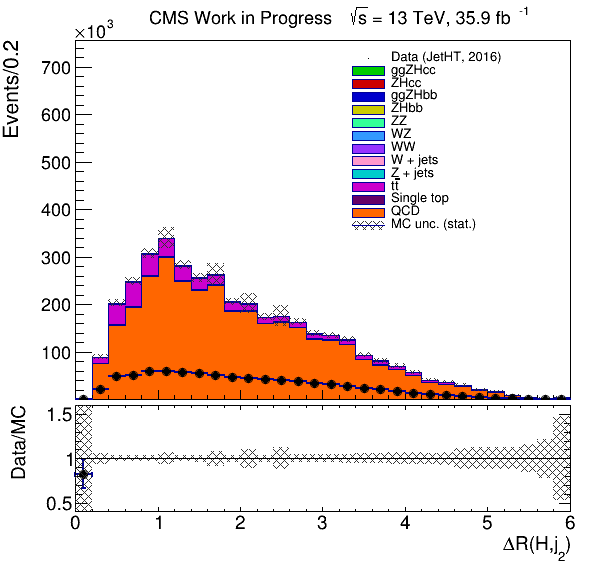 CMS Work in Progress √s = 13 TeV, 35.9 fb⁻¹
×10³
Events/0.2
700
600
500
400
300
200
100
Data (JetHT, 2016)
ggZHcc
ZHcc
ggZHbb
ZHbb
ZZ
WZ
WW
W + jets
Z + jets
tt̅
Single top
QCD
MC unc. (stat.)
Data/MC
1.5
1
0.5
0 1 2 3 4 5 6
ΔR(H,j₂)